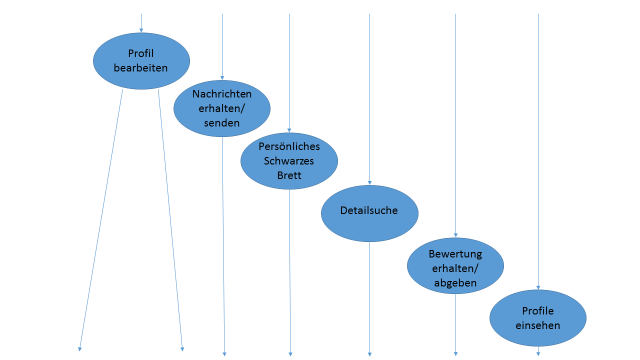 Profil
bearbeiten
Nachrichten
erhalten/
senden
Persönliches
Schwarzes
Brett
Detailsuche
Bewertung
erhalten/
abgeben
Profile
einsehen